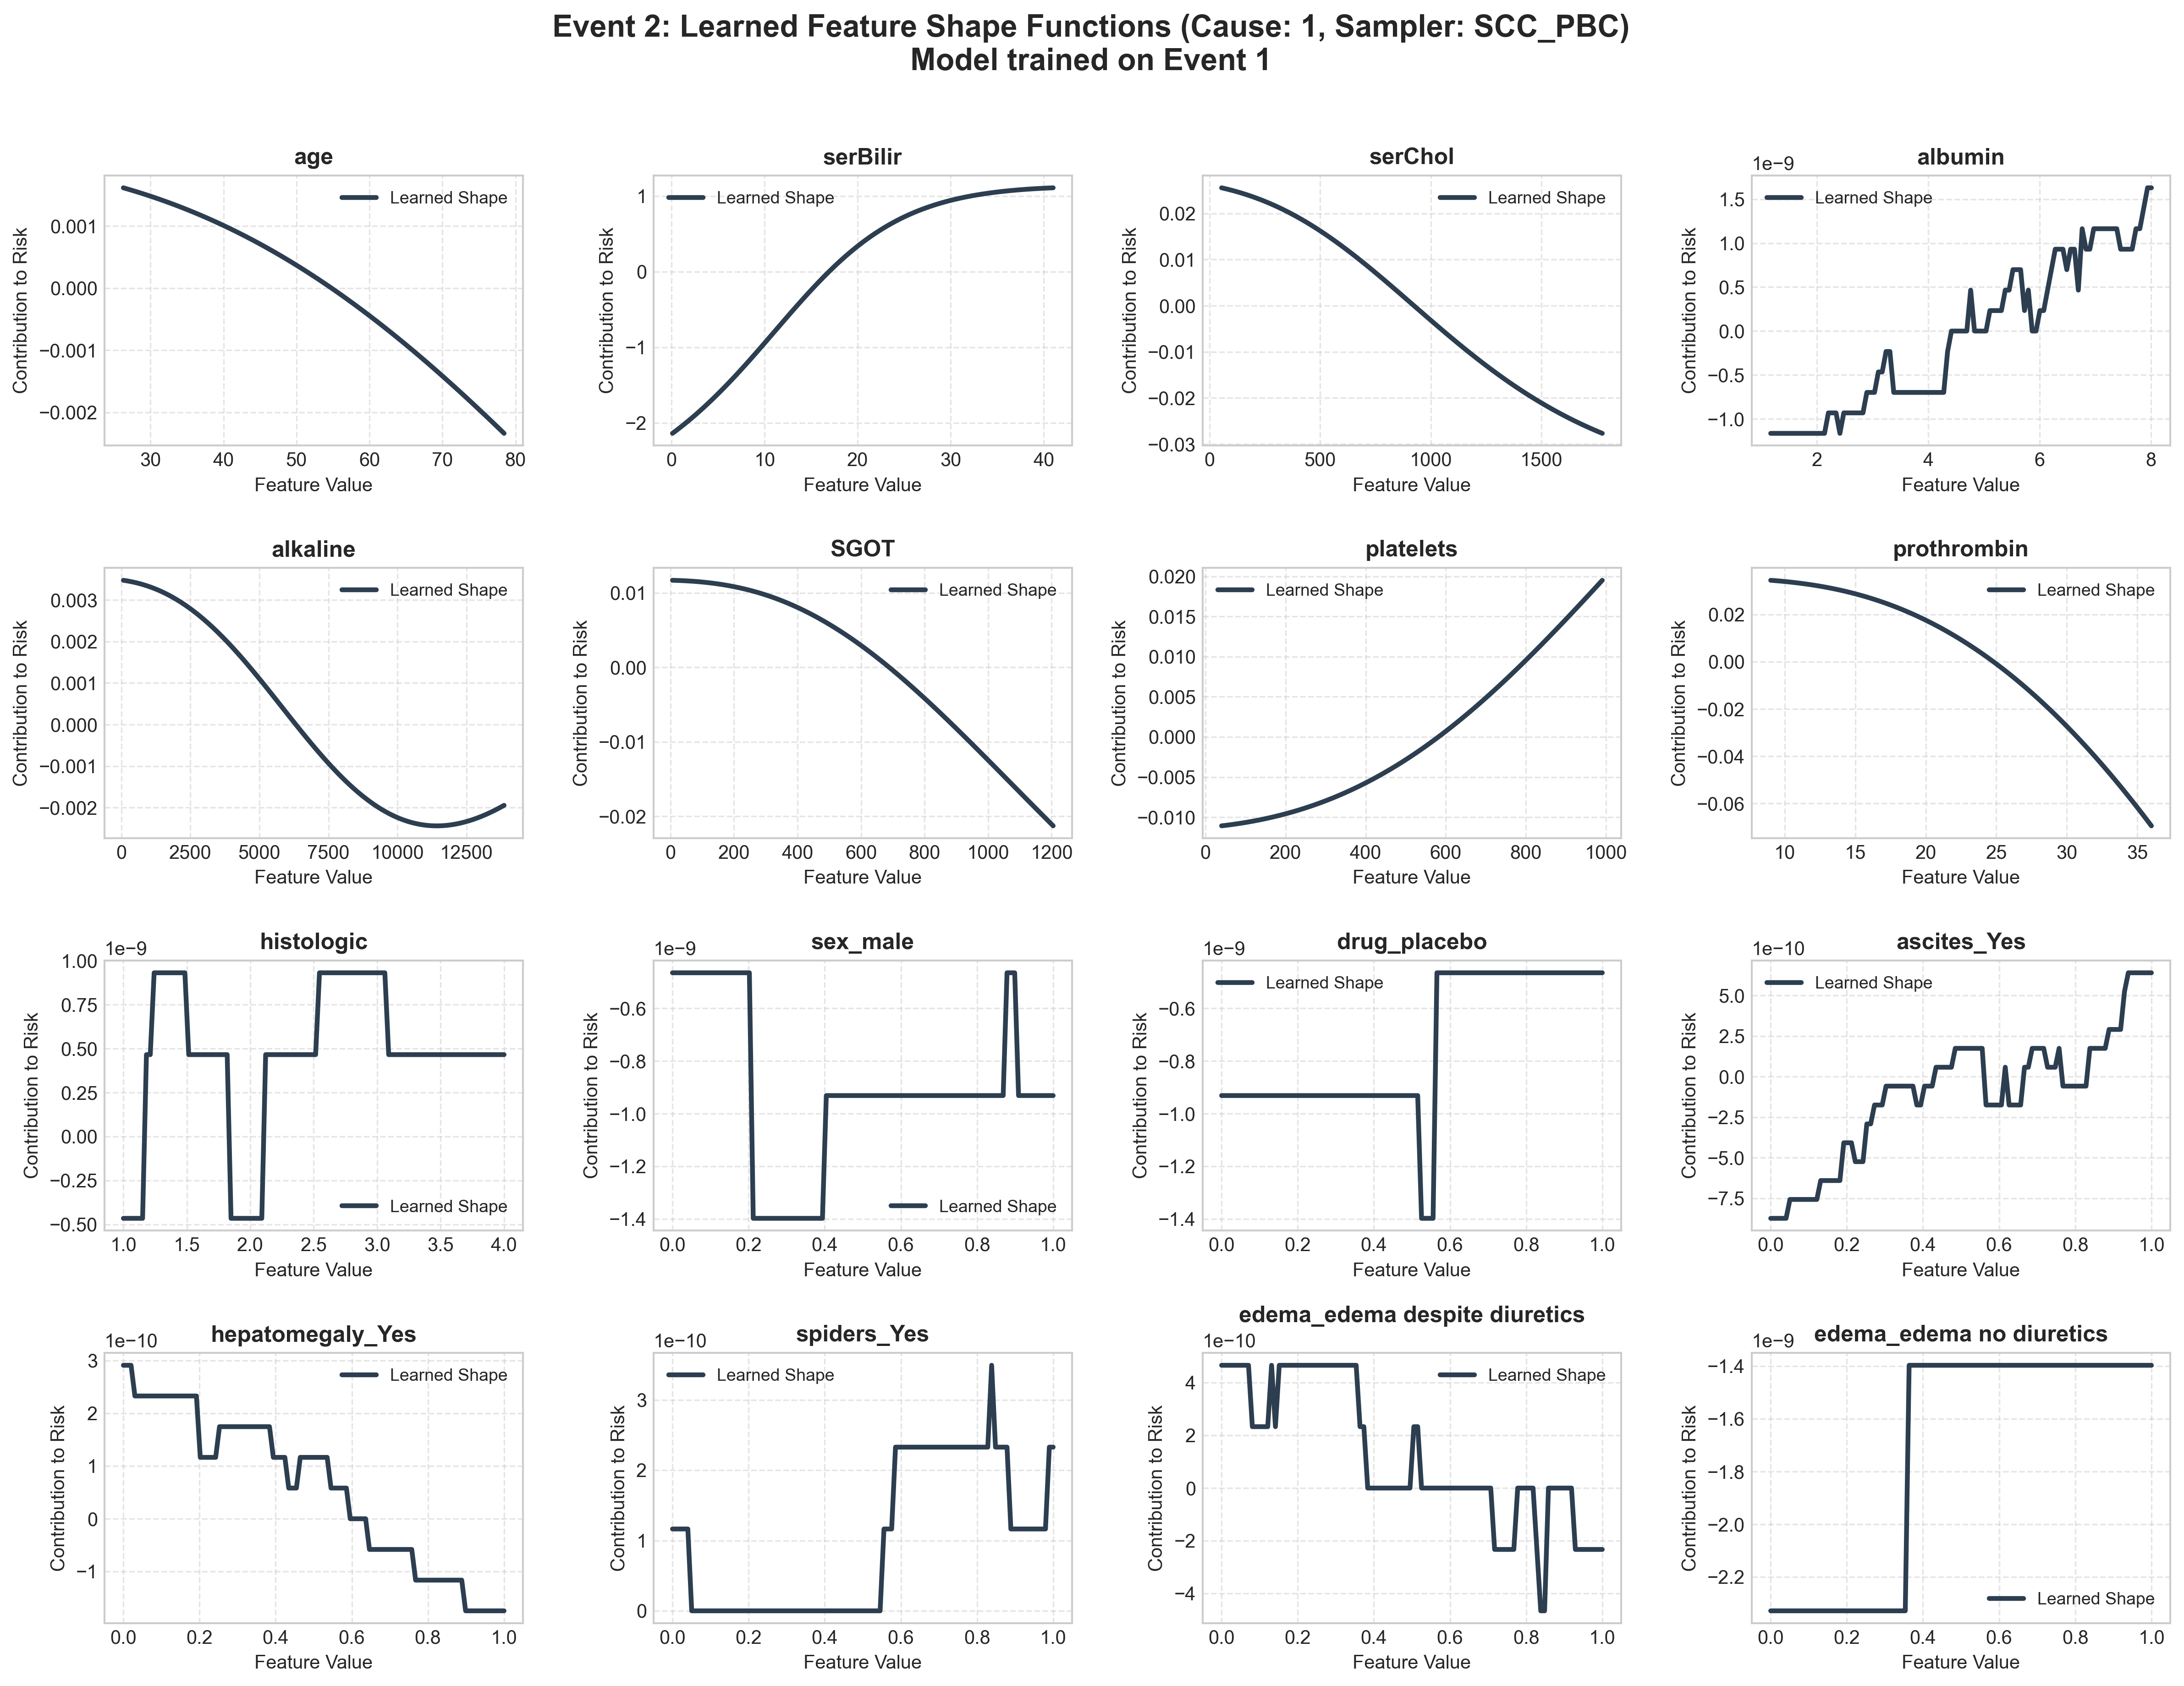 Event 2: Learned Feature Shape Functions (Cause: 1, Sampler: SCC_PBC)
Model trained on Event 1
age
Learned Shape
Contribution to Risk
0.001
0.000
−0.001
−0.002
30 40 50 60 70 80
Feature Value
serBilir
Learned Shape
Contribution to Risk
1
0
−1
−2
0 10 20 30 40
Feature Value
serChol
Learned Shape
Contribution to Risk
0.02
0.01
0.00
−0.01
−0.02
−0.03
0 500 1000 1500
Feature Value
1e−9
albumin
Learned Shape
Contribution to Risk
1.5
1.0
0.5
0.0
−0.5
−1.0
2 4 6 8
Feature Value
alkaline
Learned Shape
Contribution to Risk
0.003
0.002
0.001
0.000
−0.001
−0.002
0 2500 5000 7500 10000 12500
Feature Value
SGOT
Learned Shape
Contribution to Risk
0.01
0.00
−0.01
−0.02
0 200 400 600 800 1000 1200
Feature Value
platelets
Learned Shape
Contribution to Risk
0.020
0.015
0.010
0.005
0.000
−0.005
−0.010
0 200 400 600 800 1000
Feature Value
prothrombin
Learned Shape
Contribution to Risk
0.02
0.00
−0.02
−0.04
−0.06
10 15 20 25 30 35
Feature Value
1e−9
histologic
Contribution to Risk
1.00
0.75
0.50
0.25
0.00
−0.25
−0.50
Learned Shape
1.0 1.5 2.0 2.5 3.0 3.5 4.0
Feature Value
1e−9
sex_male
Contribution to Risk
−0.6
−0.8
−1.0
−1.2
−1.4
Learned Shape
0.0 0.2 0.4 0.6 0.8 1.0
Feature Value
1e−9
drug_placebo
Learned Shape
Contribution to Risk
−0.6
−0.8
−1.0
−1.2
−1.4
0.0 0.2 0.4 0.6 0.8 1.0
Feature Value
1e−10
ascites_Yes
Learned Shape
Contribution to Risk
5.0
2.5
0.0
−2.5
−5.0
−7.5
0.0 0.2 0.4 0.6 0.8 1.0
Feature Value
1e−10
hepatomegaly_Yes
Learned Shape
Contribution to Risk
3
2
1
0
−1
0.0 0.2 0.4 0.6 0.8 1.0
Feature Value
1e−10
spiders_Yes
Learned Shape
Contribution to Risk
3
2
1
0
0.0 0.2 0.4 0.6 0.8 1.0
Feature Value
edema_edema despite diuretics
1e−10
Learned Shape
Contribution to Risk
4
2
0
−2
−4
0.0 0.2 0.4 0.6 0.8 1.0
Feature Value
1e−9
edema_edema no diuretics
Contribution to Risk
−1.4
−1.6
−1.8
−2.0
−2.2
Learned Shape
0.0 0.2 0.4 0.6 0.8 1.0
Feature Value